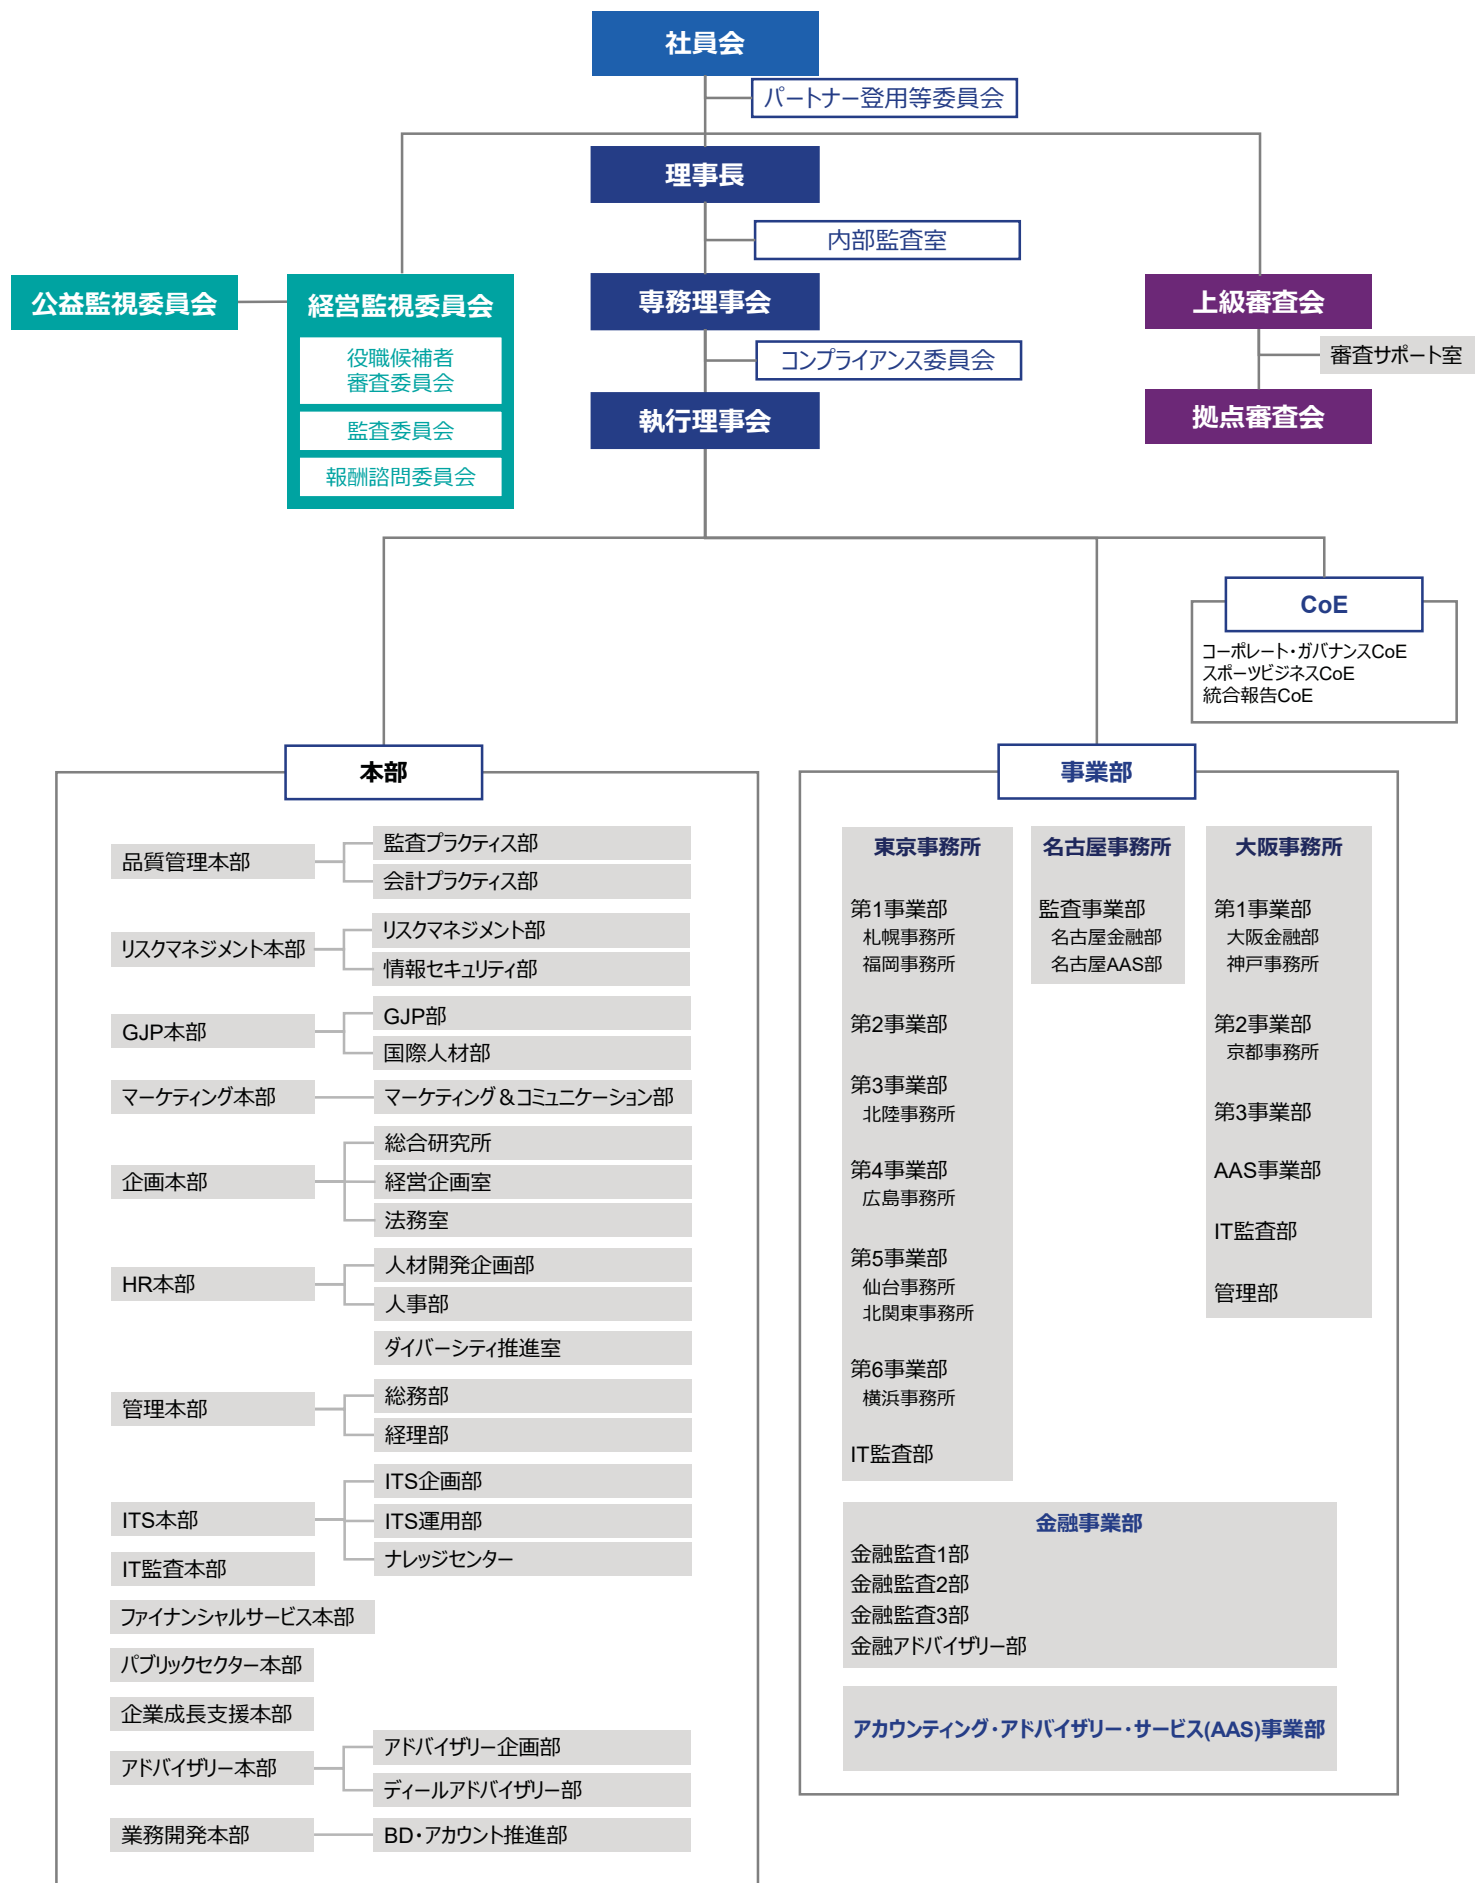 社員会
パートナー登用等委員会
理事長
内部監査室
公益監視委員会
経営監視委員会
役職候補者
審査委員会
監査委員会
報酬諮問委員会
専務理事会
コンプライアンス委員会
執行理事会
上級審査会
審査サポート室
拠点審査会
CoE
コーポレート・ガバナンスCoE
スポーツビジネスCoE
統合報告CoE
本部
品質管理本部
監査プラクティス部
会計プラクティス部
リスクマネジメント本部
リスクマネジメント部
情報セキュリティ部
GJP本部
GJP部
国際人材部
マーケティング本部
マーケティング＆コミュニケーション部
企画本部
総合研究所
経営企画室
法務室
HR本部
人材開発企画部
人事部
ダイバーシティ推進室
管理本部
総務部
経理部
ITS本部
ITS企画部
ITS運用部
ナレッジセンター
IT監査本部
ファイナンシャルサービス本部
パブリックセクター本部
企業成長支援本部
アドバイザリー本部
アドバイザリー企画部
ディールアドバイザリー部
業務開発本部
BD・アカウント推進部
事業部
東京事務所
第1事業部
札幌事務所
福岡事務所
第2事業部
第3事業部
北陸事務所
第4事業部
広島事務所
第5事業部
仙台事務所
北関東事務所
第6事業部
横浜事務所
IT監査部
名古屋事務所
監査事業部
名古屋金融部
名古屋AAS部
大阪事務所
第1事業部
大阪金融部
神戸事務所
第2事業部
京都事務所
第3事業部
AAS事業部
IT監査部
管理部
金融事業部
金融監査1部
金融監査2部
金融監査3部
金融アドバイザリー部
アカウンティング・アドバイザリー・サービス(AAS)事業部